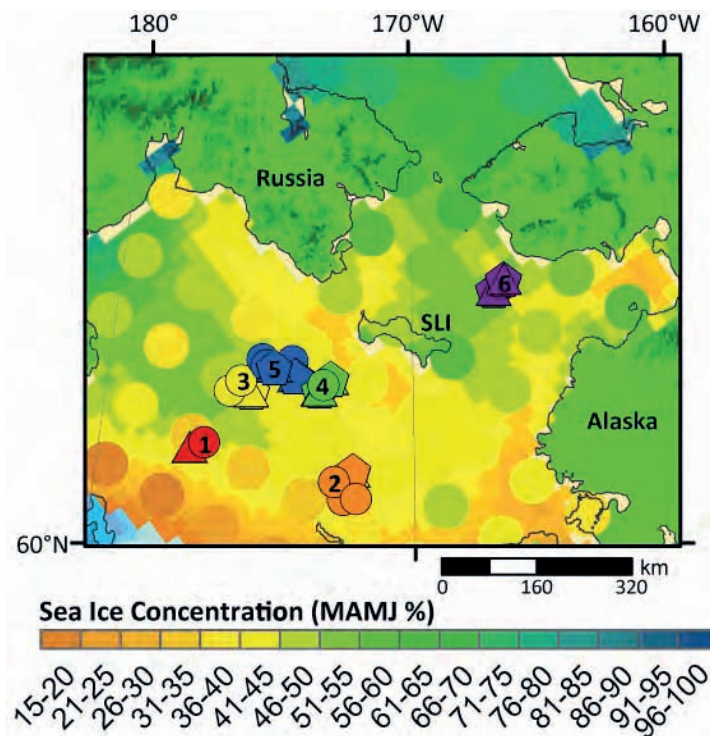 180° 170°W 160°W
Russia
6
SLI
5
3
4
Alaska
1
2
60°N
km
0 160 320
Sea Ice Concentration (MAMJ %)
15-20 21-25 26-30 31-35 36-40 41-45 46-50 51-55 56-60 61-65 66-70 71-75 76-80 81-85 86-90 91-95 96-100